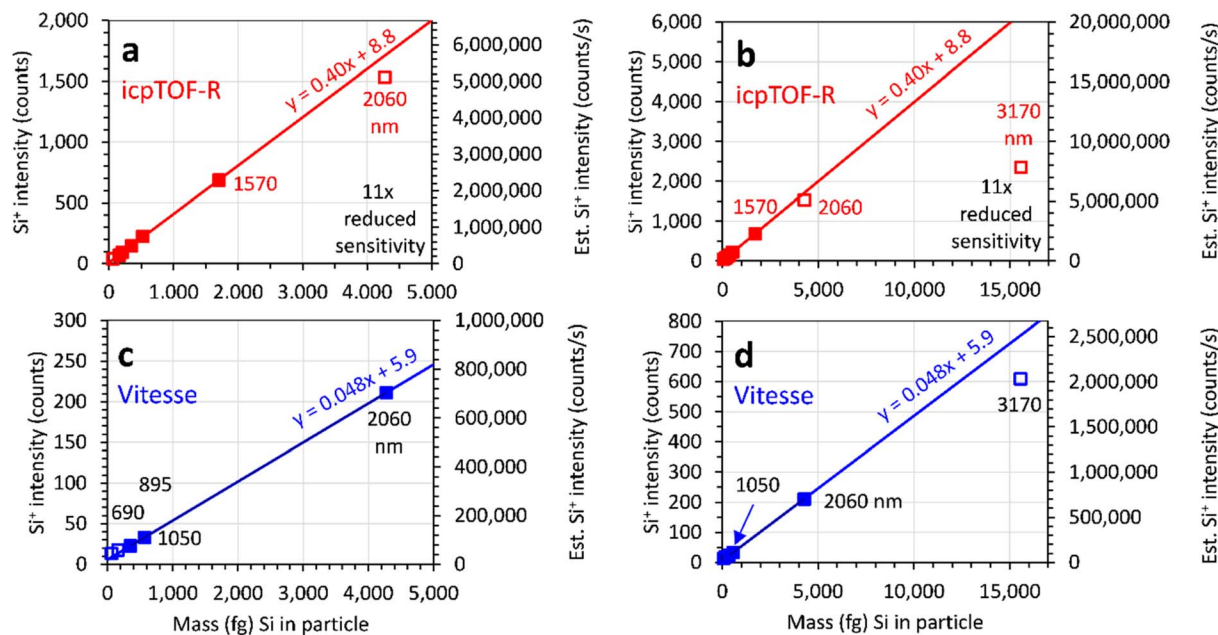 a
icpTOF-R
Si⁺ intensity (counts)
2,000
1,500
1,000
500
0
y = 0.40x + 8.8
2060
nm
1570
11x
reduced
sensitivity
6,000,000
5,000,000
4,000,000
3,000,000
2,000,000
1,000,000
0
Est. Si⁺ intensity (counts/s)
0 1.000 2.000 3.000 4.000 5.000
b
icpTOF-R
Si⁺ intensity (counts)
6,000
5,000
4,000
3,000
2,000
1,000
0
y = 0.40x + 8.8
3170
nm
1570
2060
11x
reduced
sensitivity
20,000,000
15,000,000
10,000,000
5,000,000
0
Est. Si⁺ intensity (counts/s)
0 5,000 10,000 15,000
c
Vitesse
Si⁺ intensity (counts)
300
250
200
150
100
50
0
y = 0.048x + 5.9
2060
nm
895
690
1050
1,000,000
800,000
600,000
400,000
200,000
0
Est. Si⁺ intensity (counts/s)
0 1,000 2,000 3,000 4,000 5,000
Mass (fg) Si in particle
d
Vitesse
Si⁺ intensity (counts)
800
700
600
500
400
300
200
100
0
y = 0.048x + 5.9
3170
1050
2060 nm
2,500,000
2,000,000
1,500,000
1,000,000
500,000
0
Est. Si⁺ intensity (counts/s)
0 5,000 10,000 15,000
Mass (fg) Si in particle